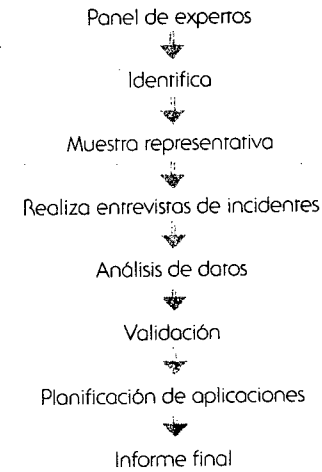 Panel de expertos
Identifica
Muestra representativa
Realiza entrevistas de incidentes
Análisis de datos
Validación
Planificación de aplicaciones
Informe final